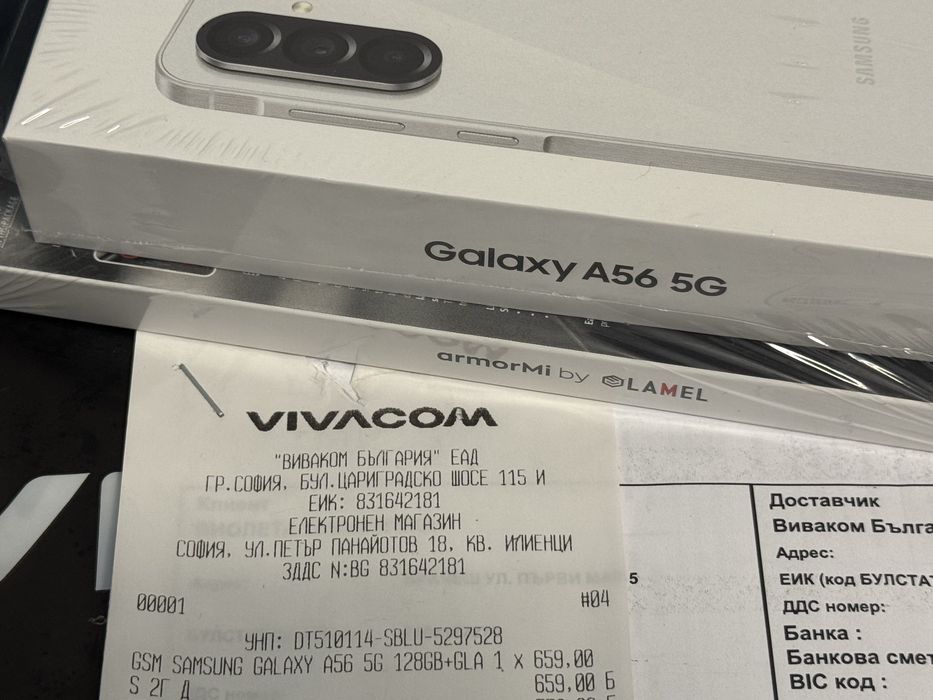 SAMSUNG
Galaxy A56 5G
armorMi by LAMEL
VIVACOM
"ВИВАКОМ БЪЛГАРИЯ" ЕАД
ГР.СОФИЯ, БУЛ.ЦАРИГРАДСКО ШОСЕ 115 И
ЕИК: 831642181
ЕЛЕКТРОНЕН МАГАЗИН
СОФИЯ, УЛ.ПЕТЪР ПАНАЙОТОВ 18, КВ. ИЛИЕНЦИ
ЗДДС N:BG 831642181
00001 #04
УНП: DT510114-SBLU-5297528
GSM SAMSUNG GALAXY A56 5G 128GB+GLA 1 x 659,00
S 2Г Д 659,00 Б
5
Доставчик
Виваком Бълга
Адрес:
ЕИК (код БУЛСТАТ
ДДС номер:
Банка :
Банкова смет
BIC код :